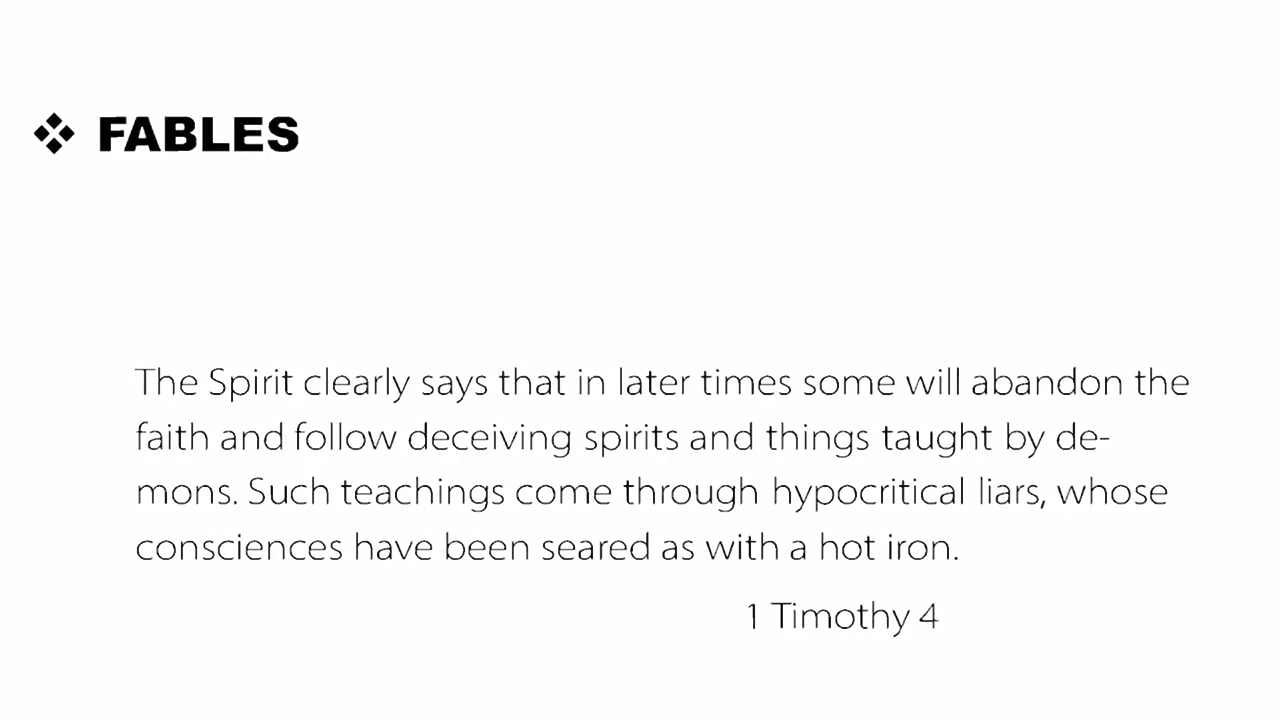 ❖ FABLES
The Spirit clearly says that in later times some will abandon the
faith and follow deceiving spirits and things taught by de-
mons. Such teachings come through hypocritical liars, whose
consciences have been seared as with a hot iron.
1 Timothy 4